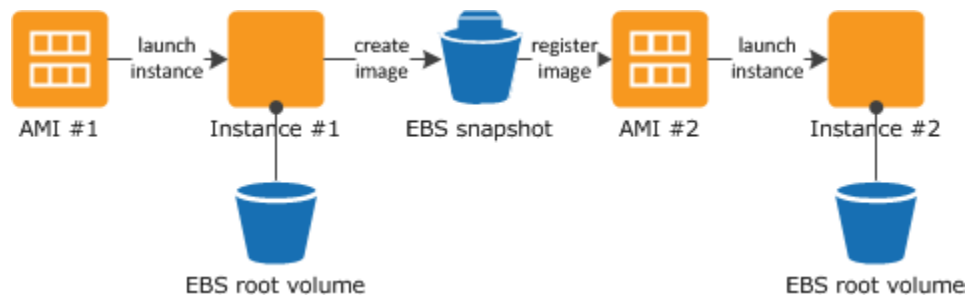 launch
instance
create
image
register
image
launch
instance
AMI #1
Instance #1
EBS snapshot
AMI #2
Instance #2
EBS root volume
EBS root volume